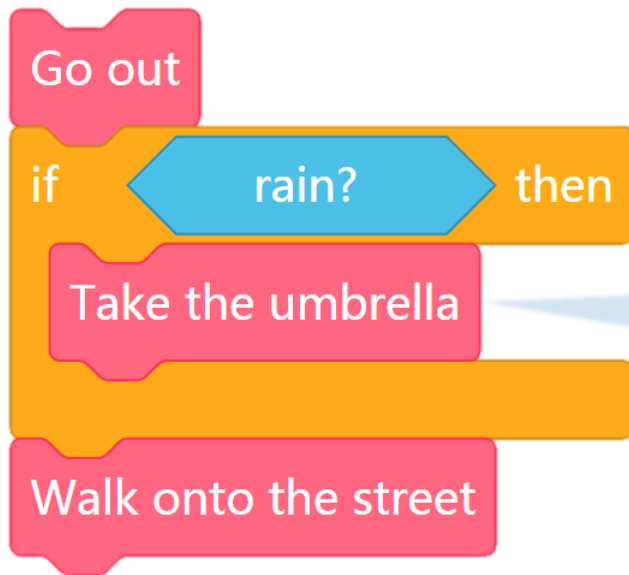 Go out
if rain? then
Take the umbrella
Walk onto the street